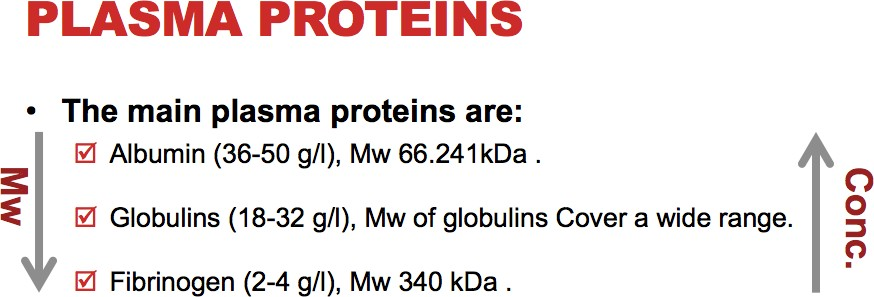 PLASMA PROTEINS
• The main plasma proteins are:
Albumin (36-50 g/l), Mw 66.241kDa .
Globulins (18-32 g/l), Mw of globulins Cover a wide range.
Fibrinogen (2-4 g/l), Mw 340 kDa .
Mw
Conc.